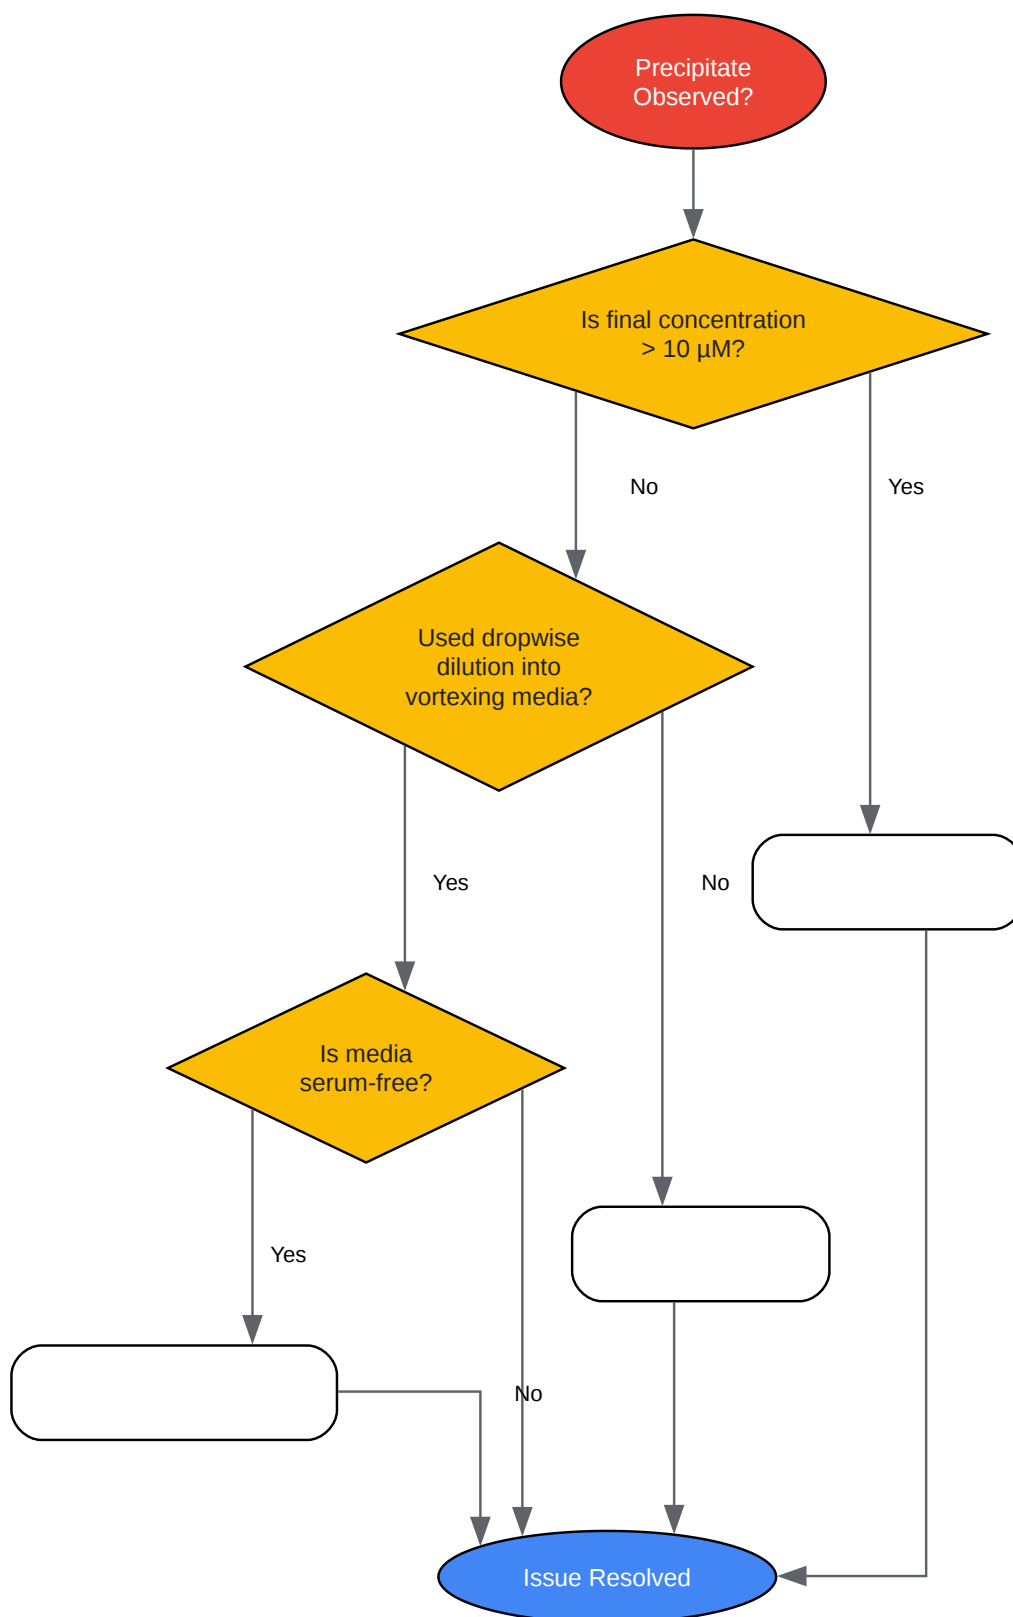 Precipitate
Observed?
Is final concentration
> 10 µM?
No
Yes
Used dropwise
dilution into
vortexing media?
Yes
No
Is media
serum-free?
Yes
No
Issue Resolved